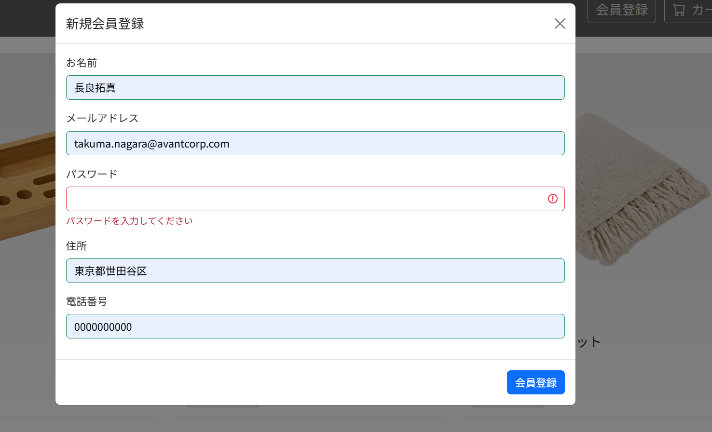 会員登録
カー
新規会員登録
お名前
長良拓真
メールアドレス
takuma.nagara@avantcorp.com
パスワード
パスワードを入力してください
住所
東京都世田谷区
電話番号
0000000000
ット
会員登録